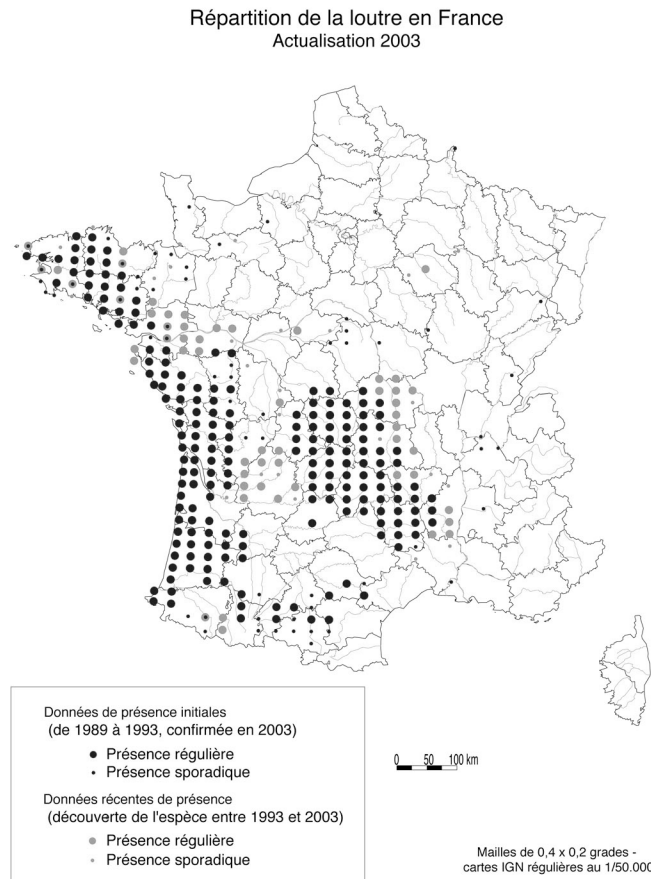 Répartition de la loutre en France
Actualisation 2003
Données de présence initiales
(de 1989 à 1993, confirmée en 2003)
Présence régulière
Présence sporadique
Données récentes de présence
(découverte de l'espèce entre 1993 et 2003)
Présence régulière
Présence sporadique
0 50 100 km
Mailles de 0,4 x 0,2 grades -
cartes IGN régulières au 1/50.000